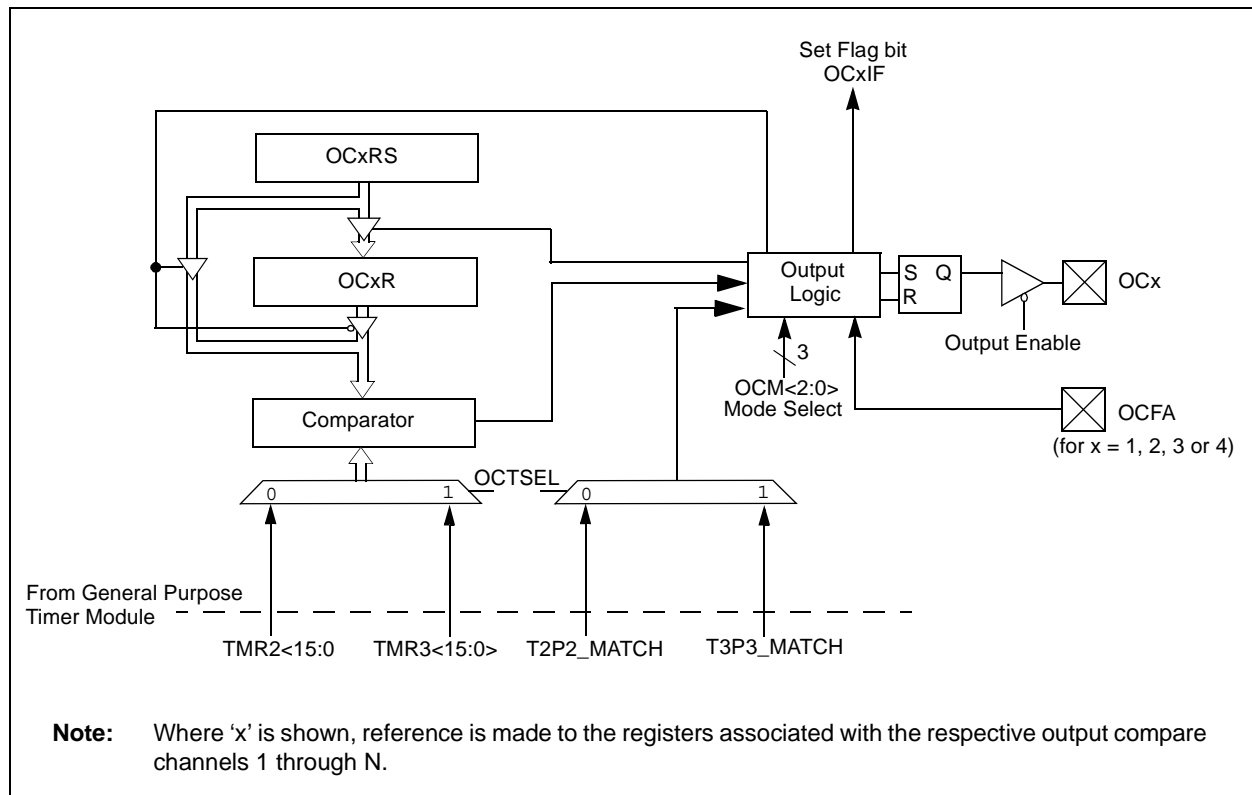 Set Flag bit
OCxIF
OCxRS
OCxR
Comparator
Output
Logic
S Q
R
OCx
Output Enable
3
OCM<2:0>
Mode Select
OCFA
(for x = 1, 2, 3 or 4)
0 1
OCTSEL
0 1
From General Purpose
Timer Module
TMR2<15:0 TMR3<15:0> T2P2_MATCH T3P3_MATCH
Note: Where ‘x’ is shown, reference is made to the registers associated with the respective output compare
channels 1 through N.